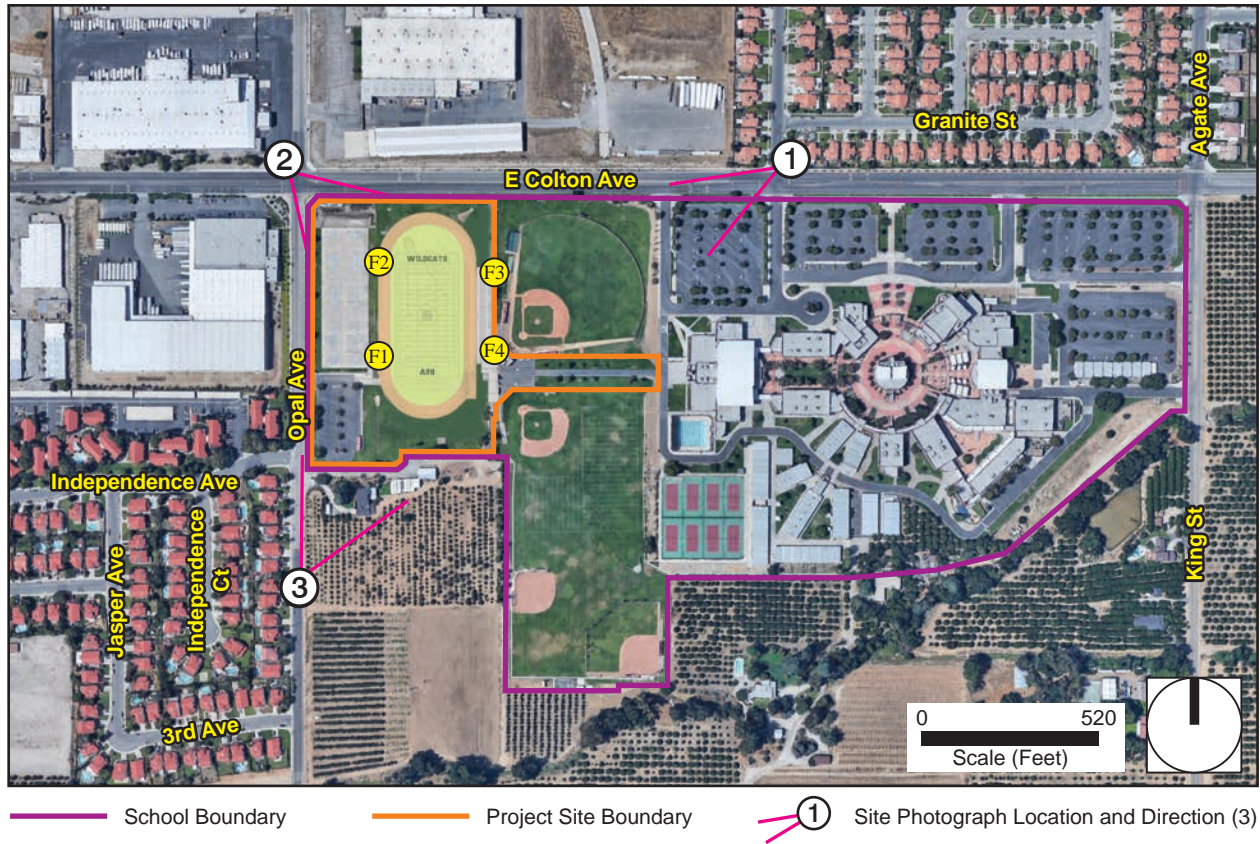 Granite St
Agate Ave
2
1
E Colton Ave
F2
WILDCATS
F3
F1
F4
REV
Opal Ave
Independence Ave
Independence
Ct
Jasper Ave
3
King St
3rd Ave
0 520
Scale (Feet)
School Boundary
Project Site Boundary
1
Site Photograph Location and Direction (3)